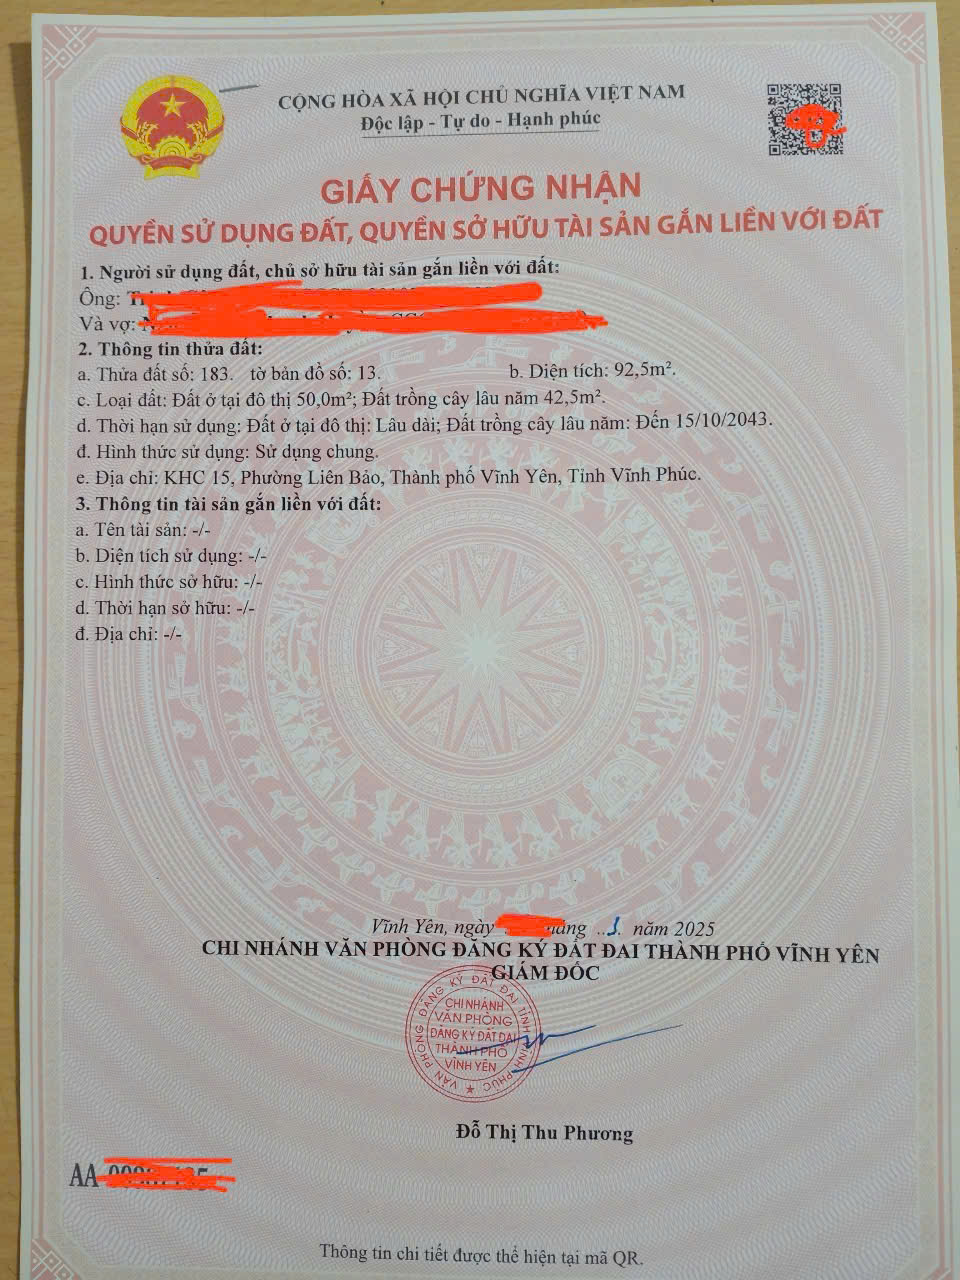 CỘNG HÒA XÃ HỘI CHỦ NGHĨA VIỆT NAM
Độc lập - Tự do - Hạnh phúc
GIẤY CHỨNG NHẬN
QUYỀN SỬ DỤNG ĐẤT, QUYỀN SỞ HỮU TÀI SẢN GẮN LIỀN VỚI ĐẤT
1. Người sử dụng đất, chủ sở hữu tài sản gắn liền với đất:
Ông:
Và vợ:
2. Thông tin thửa đất:
a. Thửa đất số: 183. tờ bản đồ số: 13. b. Diện tích: 92,5m².
c. Loại đất: Đất ở tại đô thị 50,0m²; Đất trồng cây lâu năm 42,5m².
d. Thời hạn sử dụng: Đất ở tại đô thị: Lâu dài; Đất trồng cây lâu năm: Đến 15/10/2043.
đ. Hình thức sử dụng: Sử dụng chung.
e. Địa chỉ: KHC 15, Phường Liên Bảo, Thành phố Vĩnh Yên, Tỉnh Vĩnh Phúc.
3. Thông tin tài sản gắn liền với đất:
a. Tên tài sản: -/-
b. Diện tích sử dụng: -/-
c. Hình thức sở hữu: -/-
d. Thời hạn sở hữu: -/-
đ. Địa chỉ: -/-
Vĩnh Yên, ngày năm 2025
CHI NHÁNH VĂN PHÒNG ĐĂNG KÝ ĐẤT ĐAI THÀNH PHỐ VĨNH YÊN
GIÁM ĐỐC
VĂN PHÒNG ĐĂNG KÝ ĐẤT ĐAI TỈNH VĨNH PHÚC
CHI NHÁNH
VĂN PHÒNG
ĐĂNG KÝ ĐẤT ĐAI
THÀNH PHỐ
VĨNH YÊN
Đỗ Thị Thu Phương
AA
Thông tin chi tiết được thể hiện tại mã QR.